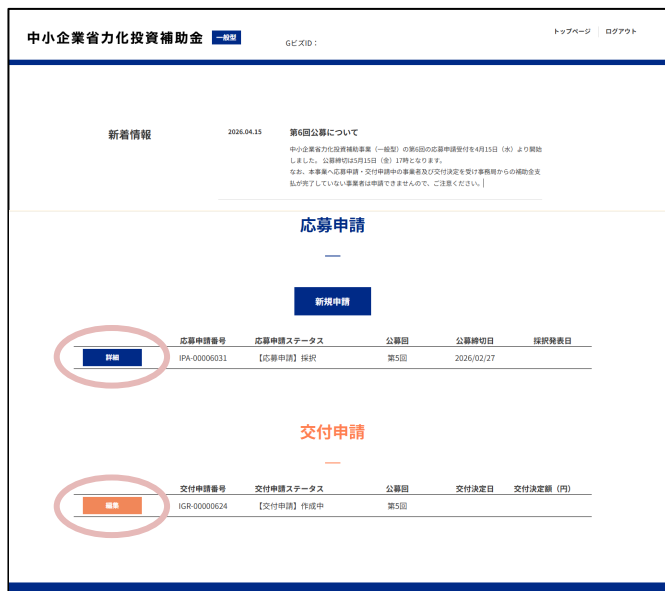 中小企業省力化投資補助金 一般型
GビズID：
トップページ ログアウト
新着情報
2026.04.15
第6回公募について
中小企業省力化投資補助事業（一般型）の第6回の応募申請受付を4月15日（水）より開始
しました。 公募締切は5月15日（金）17時となります。
なお、本事業へ応募申請・交付申請中の事業者及び交付決定を受け事務局からの補助金支
払が完了していない事業者は申請できませんので、ご注意ください。
応募申請
新規申請
応募申請番号 応募申請ステータス 公募回 公募締切日 採択発表日
詳細 IPA-00006031 【応募申請】採択 第5回 2026/02/27
交付申請
交付申請番号 交付申請ステータス 公募回 交付決定日 交付決定額（円）
編集 IGR-00000624 【交付申請】作成中 第5回